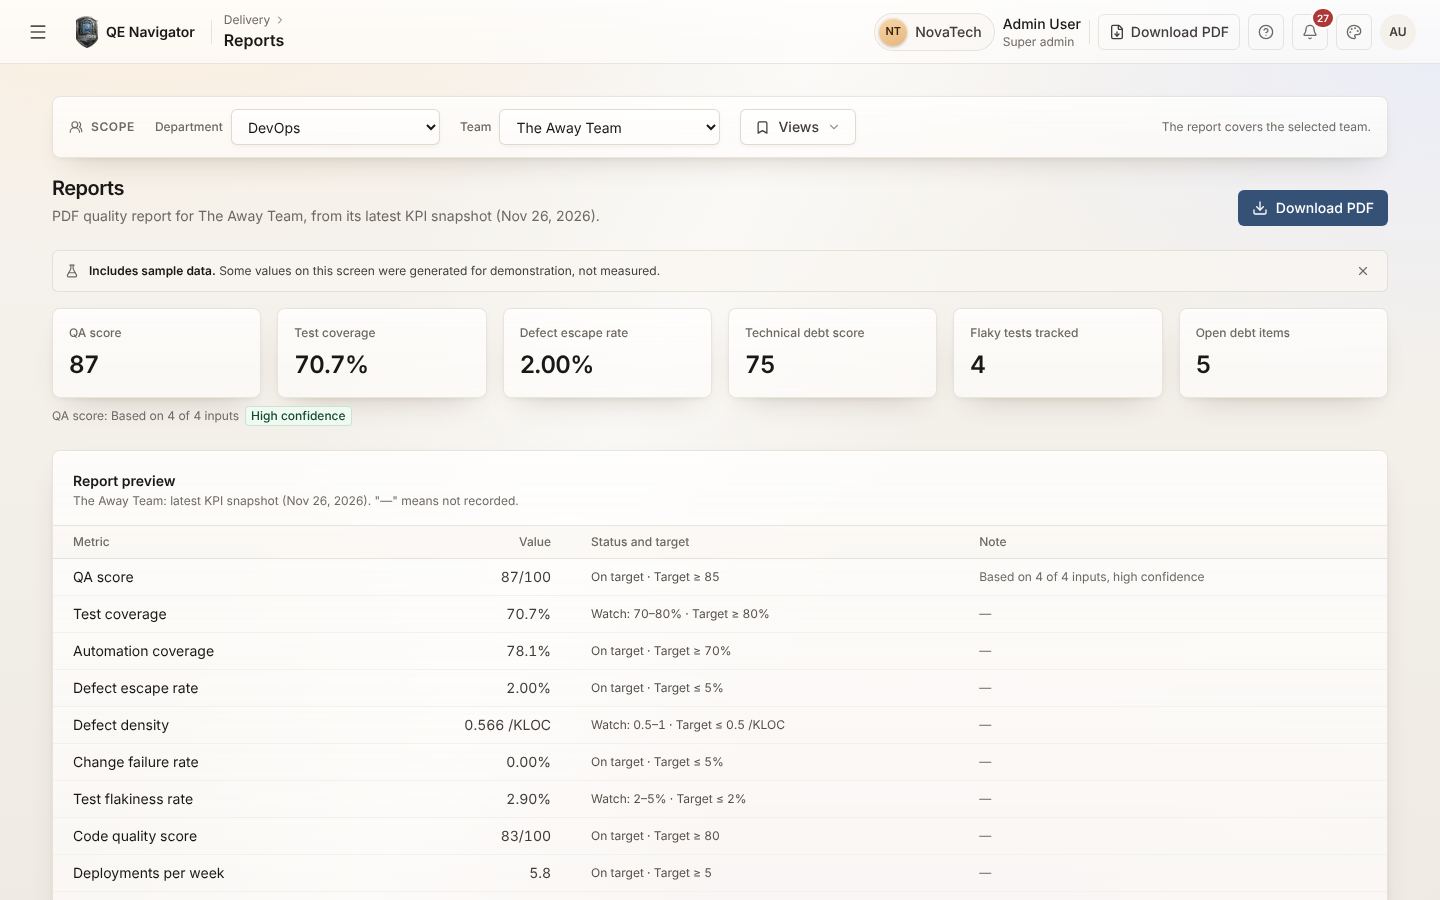 QE Navigator
Delivery
Reports
NT NovaTech
Admin User
Super admin
Download PDF
27
AU
SCOPE Department DevOps Team The Away Team Views The report covers the selected team.
Reports
PDF quality report for The Away Team, from its latest KPI snapshot (Nov 26, 2026).
Download PDF
Includes sample data. Some values on this screen were generated for demonstration, not measured.
QA score
87
Test coverage
70.7%
Defect escape rate
2.00%
Technical debt score
75
Flaky tests tracked
4
Open debt items
5
QA score: Based on 4 of 4 inputs High confidence
Report preview
The Away Team: latest KPI snapshot (Nov 26, 2026). "—" means not recorded.
Metric Value Status and target Note
QA score 87/100 On target · Target ≥ 85 Based on 4 of 4 inputs, high confidence
Test coverage 70.7% Watch: 70–80% · Target ≥ 80% —
Automation coverage 78.1% On target · Target ≥ 70% —
Defect escape rate 2.00% On target · Target ≤ 5% —
Defect density 0.566 /KLOC Watch: 0.5–1 · Target ≤ 0.5 /KLOC —
Change failure rate 0.00% On target · Target ≤ 5% —
Test flakiness rate 2.90% Watch: 2–5% · Target ≤ 2% —
Code quality score 83/100 On target · Target ≥ 80 —
Deployments per week 5.8 On target · Target ≥ 5 —